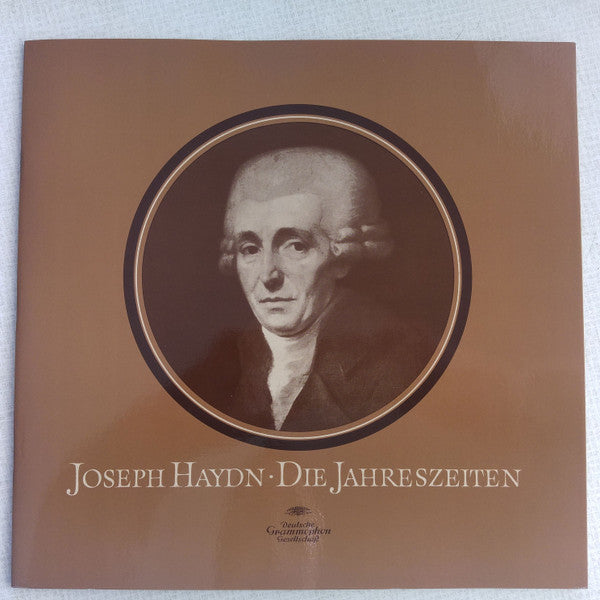 JOSEPH HAYDN · DIE JAHRESZEITEN
Deutsche
Grammophon
Gesellschaft